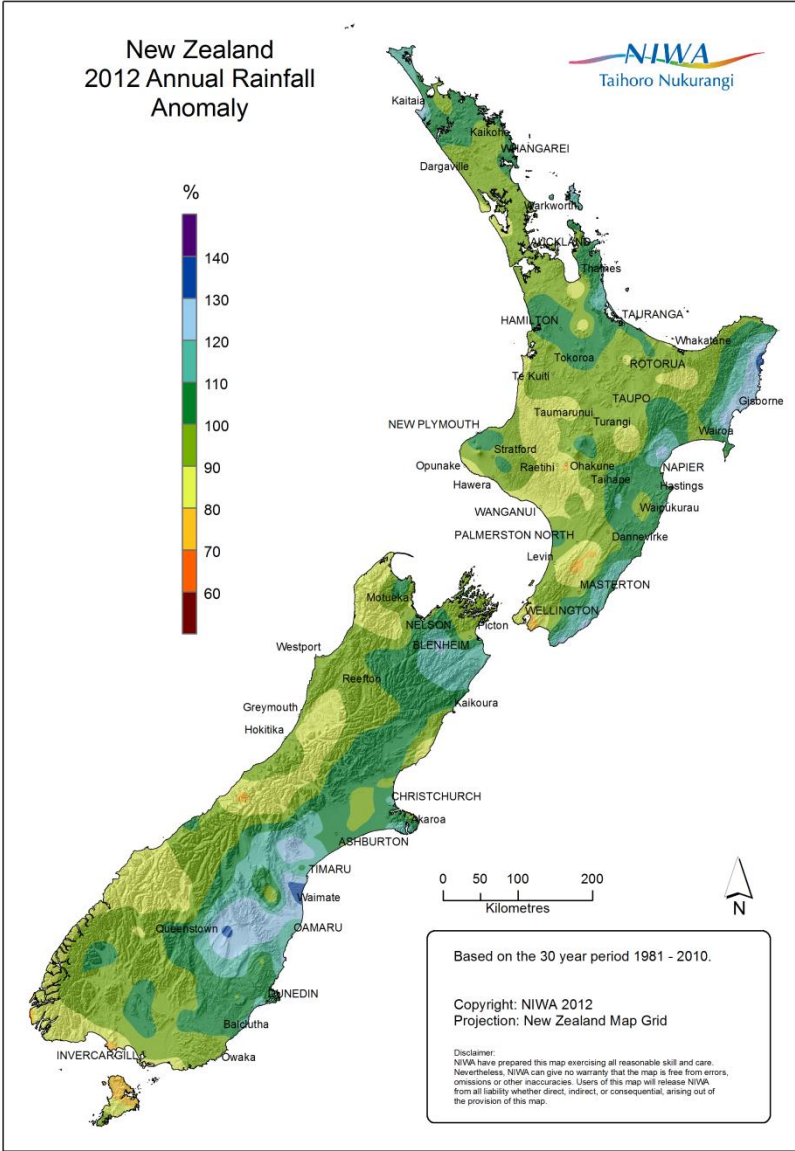 New Zealand
2012 Annual Rainfall
Anomaly
NIWA
Taihoro Nukurangi
%
140
130
120
110
100
90
80
70
60
Kaitaia
Kaikohe
WHANGAREI
Dargaville
Warkworth
AUCKLAND
Thames
HAMILTON
TAURANGA
Whakatane
Tokoroa
ROTORUA
Te Kuiti
TAUPO
Gisborne
Taumarunui
NEW PLYMOUTH
Turangi
Wairoa
Stratford
Opunake
Raetihi
Ohakune
NAPIER
Taihape
Hawera
Hastings
Waipukurau
WANGANUI
PALMERSTON NORTH
Dannevirke
Levin
MASTERTON
Motueka
WELLINGTON
NELSON
Picton
Westport
BLENHEIM
Reefton
Kaikoura
Greymouth
Hokitika
CHRISTCHURCH
Akaroa
ASHBURTON
TIMARU
Waimate
Queenstown
OAMARU
DUNEDIN
Balclutha
INVERCARGILL
Owaka
0 50 100 200
Kilometres
N
Based on the 30 year period 1981 - 2010.
Copyright: NIWA 2012
Projection: New Zealand Map Grid
Disclaimer:
NIWA have prepared this map exercising all reasonable skill and care.
Nevertheless, NIWA can give no warranty that the map is free from errors,
omissions or other inaccuracies. Users of this map will release NIWA
from all liability whether direct, indirect, or consequential, arising out of
the provision of this map.